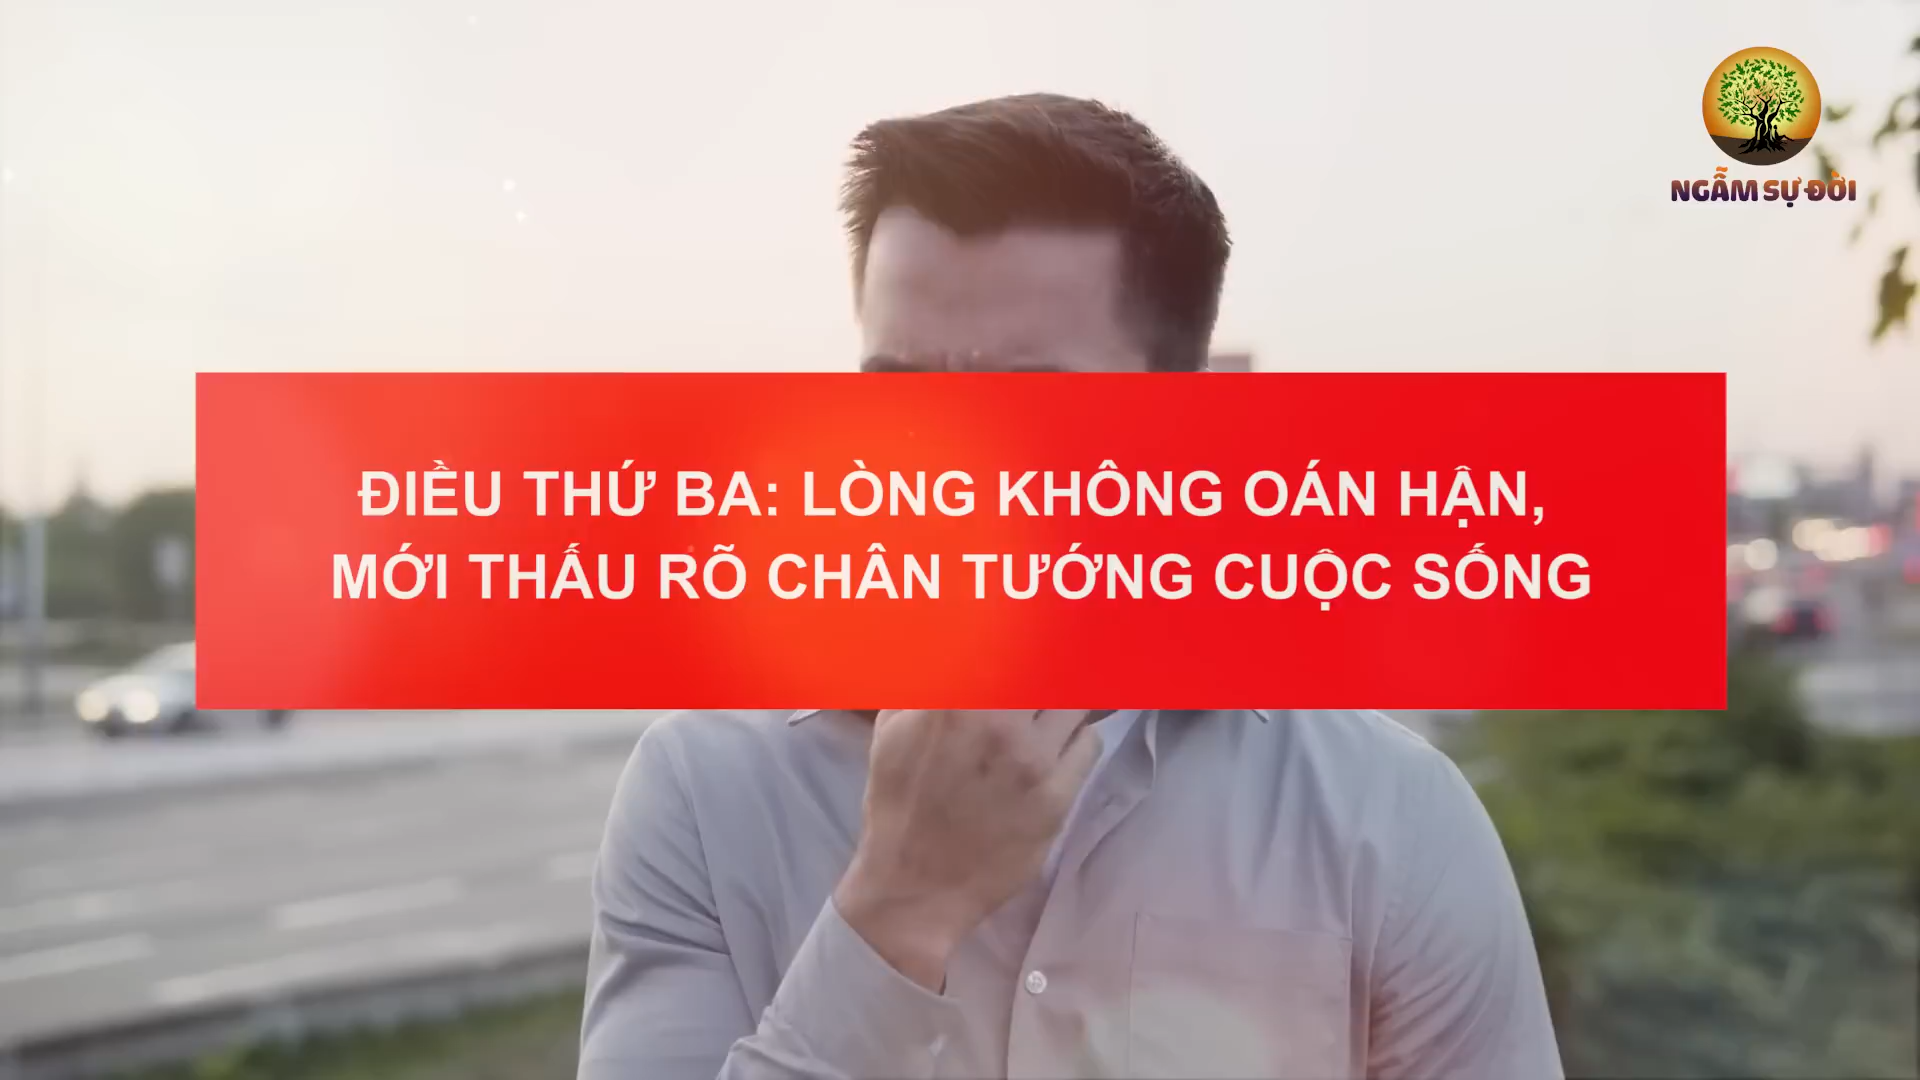 NGẪM SỰ ĐỜI
ĐIỀU THỨ BA: LÒNG KHÔNG OÁN HẬN,
MỚI THẤU RÕ CHÂN TƯỚNG CUỘC SỐNG